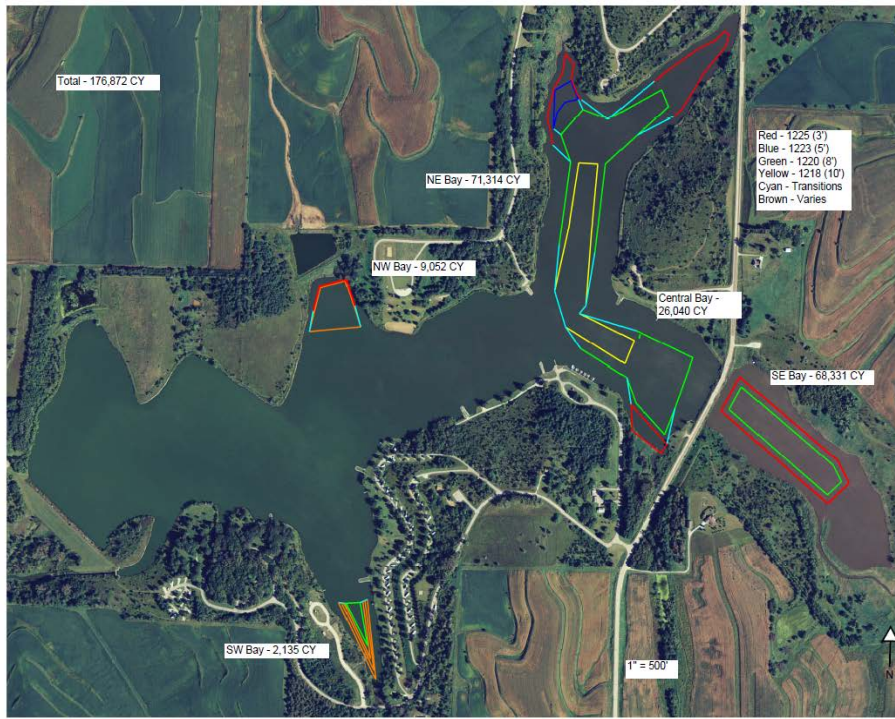 Total - 176,872 CY
Red - 1225 (3')
Blue - 1223 (5')
Green - 1220 (8')
Yellow - 1218 (10')
Cyan - Transitions
Brown - Varies
NE Bay - 71,314 CY
NW Bay - 9,052 CY
Central Bay -
26,040 CY
SE Bay - 68,331 CY
SW Bay - 2,135 CY
1" = 500'
N